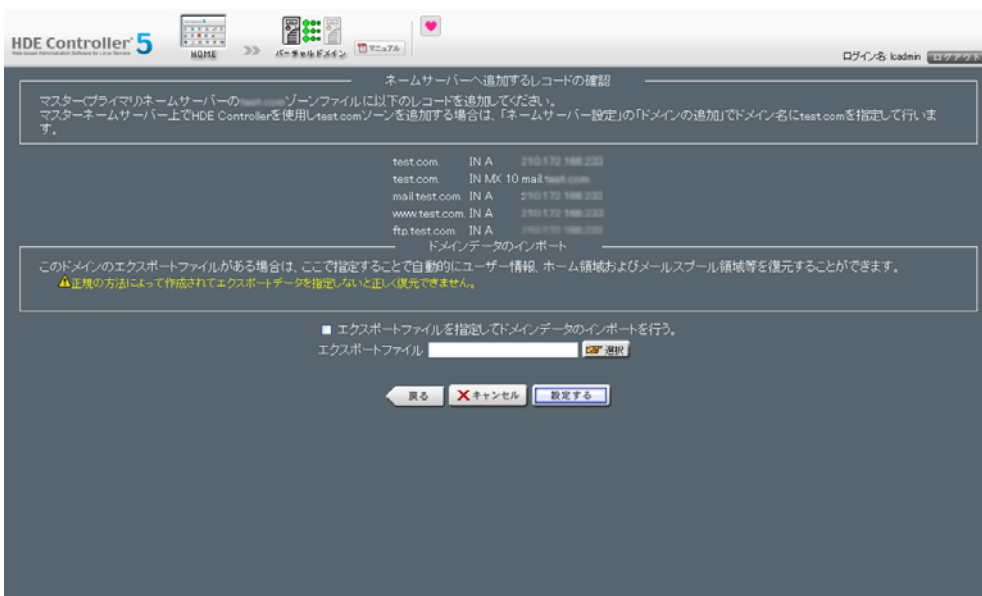 HDE Controller 5
HOME
バーチャルドメイン
マニュアル
ログイン名 lcadmin ログアウト
ネームサーバーへ追加するレコードの確認
マスター(プライマリ)ネームサーバーの ゾーンファイルに以下のレコードを追加してください。
マスターネームサーバー上でHDE Controllerを使用しtest.comゾーンを追加する場合は、「ネームサーバー設定」の「ドメインの追加」でドメイン名にtest.comを指定して行いま
す。
test.com. IN A
test.com. IN MX 10 mail
mail.test.com. IN A
www.test.com. IN A
ftp.test.com. IN A
ドメインデータのインポート
このドメインのエクスポートファイルがある場合は、ここで指定することで自動的にユーザー情報、ホーム領域およびメールスプール領域等を復元することができます。
正規の方法によって作成されてエクスポートデータを指定しないと正しく復元できません。
エクスポートファイルを指定してドメインデータのインポートを行う。
エクスポートファイル 選択
戻る キャンセル 設定する